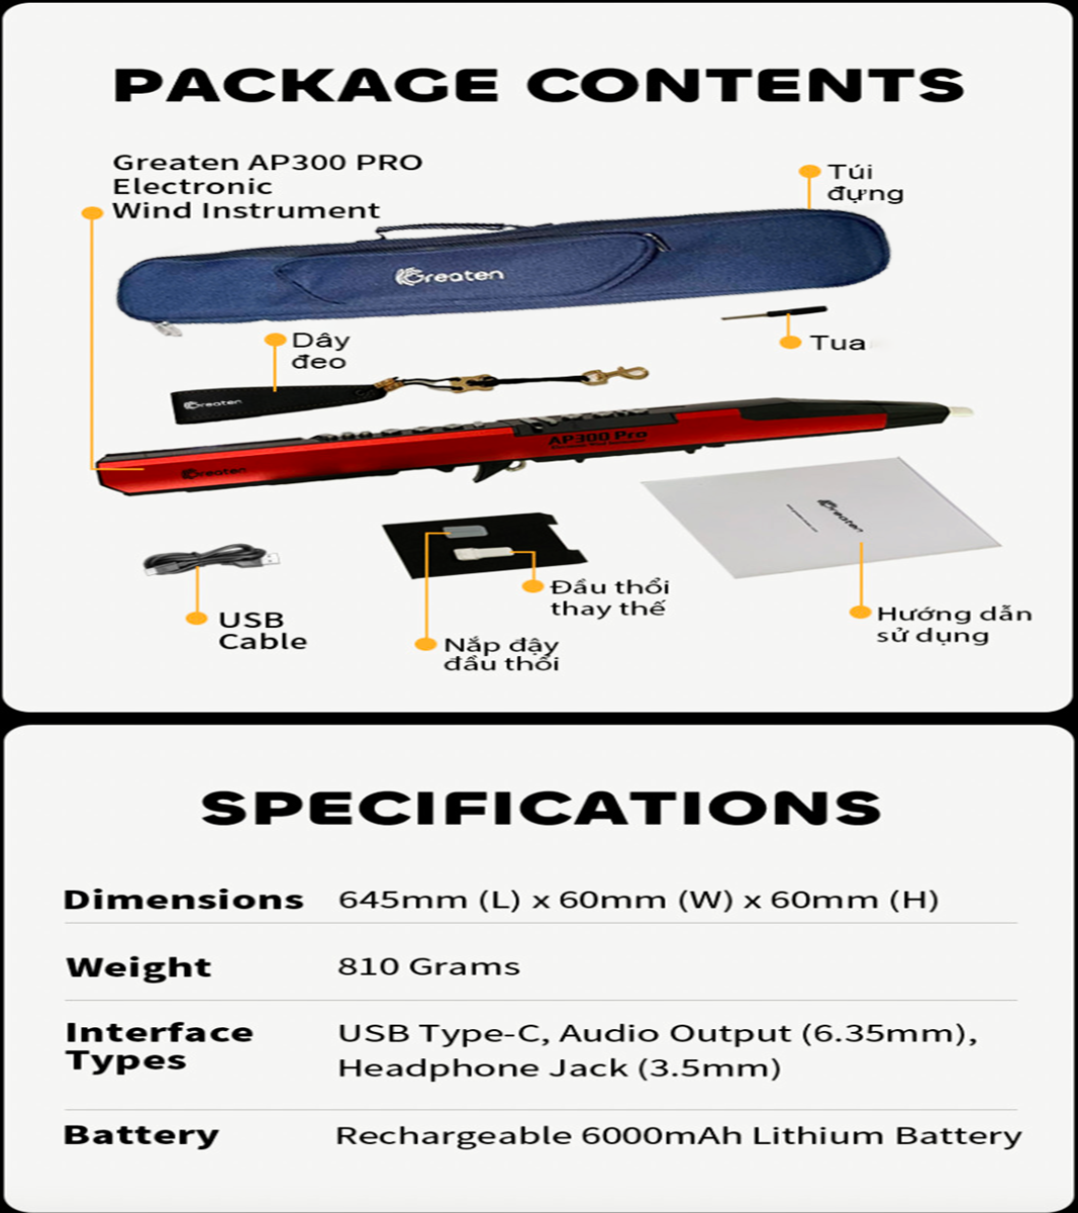 PACKAGE CONTENTS
Greaten AP300 PRO
Electronic
Wind Instrument
Túi
đựng
Greaten
Dây
đeo
Tua
Greaten
AP300 Pro
Greaten
Greaten
USB
Cable
Đầu thổi
thay thế
Nắp đậy
đầu thổi
Hướng dẫn
sử dụng
SPECIFICATIONS
Dimensions 645mm (L) x 60mm (W) x 60mm (H)
Weight 810 Grams
Interface
Types
USB Type-C, Audio Output (6.35mm),
Headphone Jack (3.5mm)
Battery Rechargeable 6000mAh Lithium Battery